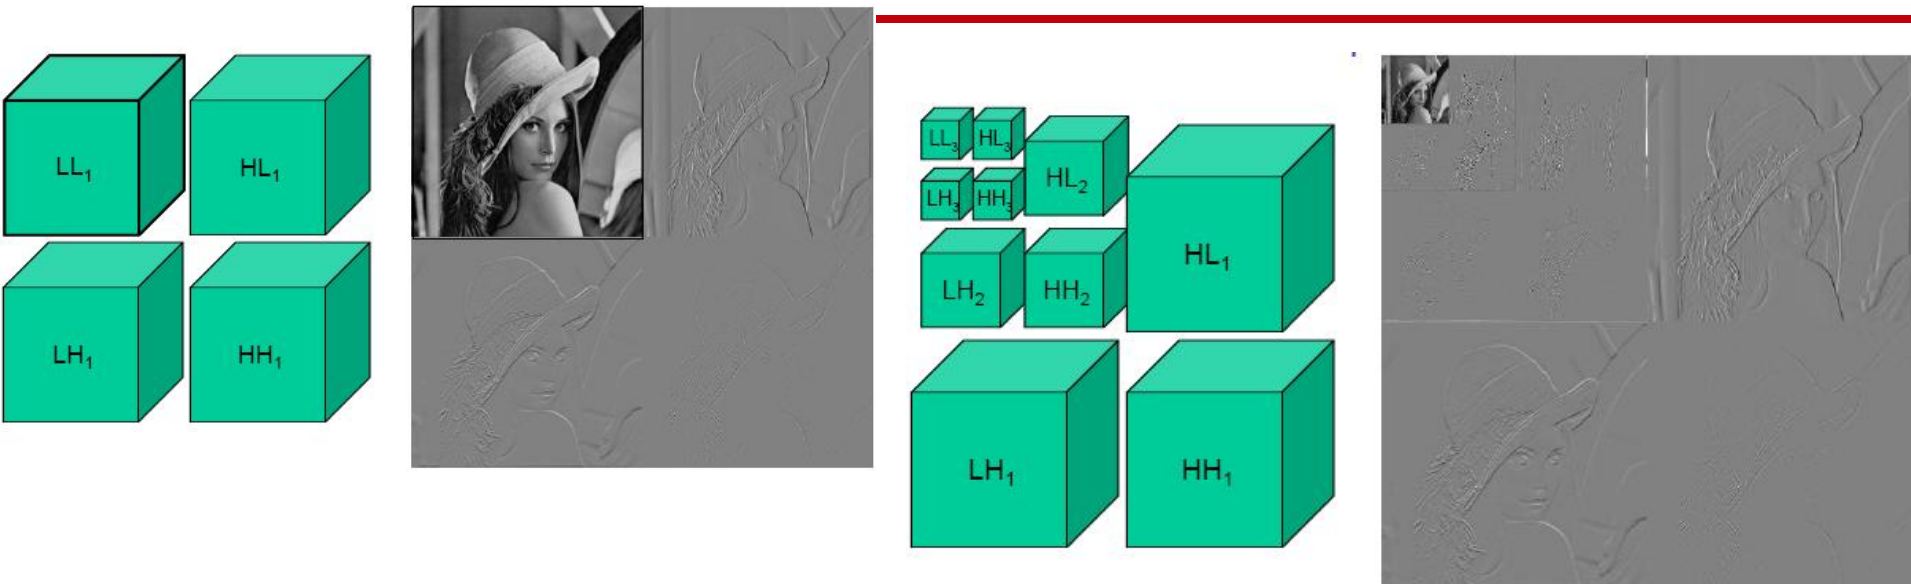 LL₁ HL₁
LH₁ HH₁
LL₃ HL₃
HL₂
LH₃ HH₃
HL₁
LH₂ HH₂
LH₁ HH₁